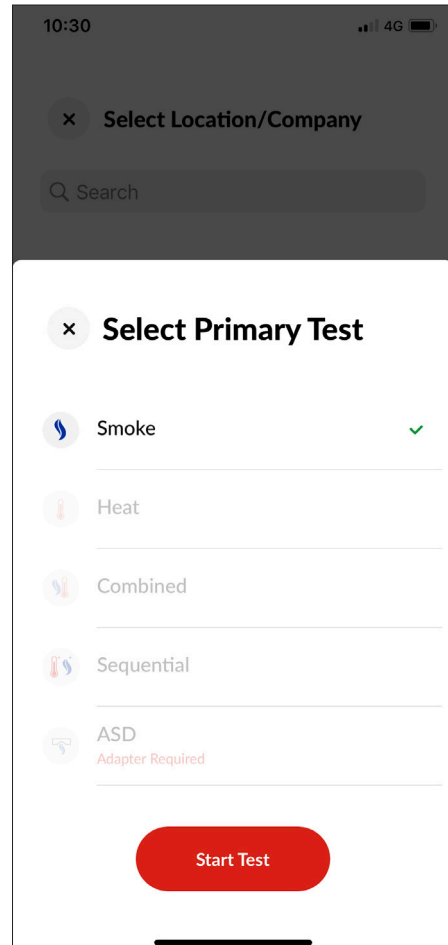 10:30
4G
Select Location/Company
Search
Select Primary Test
Smoke
Heat
Combined
Sequential
ASD
Adapter Required
Start Test